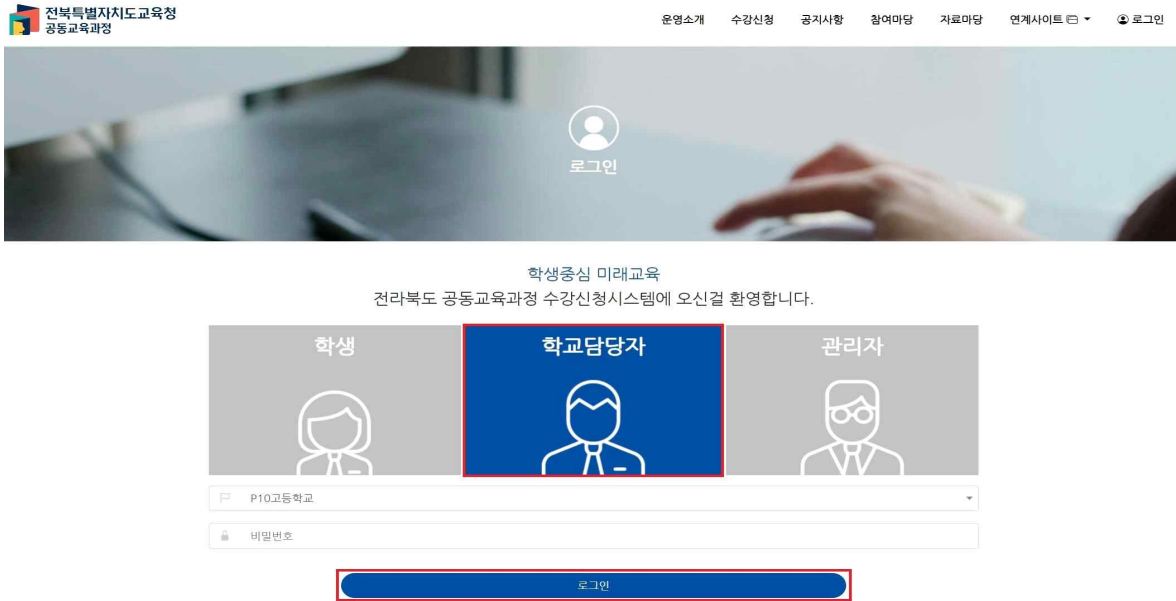 전북특별자치도교육청
공동교육과정
운영소개 수강신청 공지사항 참여마당 자료마당 연계사이트 로그인
로그인
학생중심 미래교육
전라북도 공동교육과정 수강신청시스템에 오신걸 환영합니다.
학생 학교담당자 관리자
P10고등학교
비밀번호
로그인